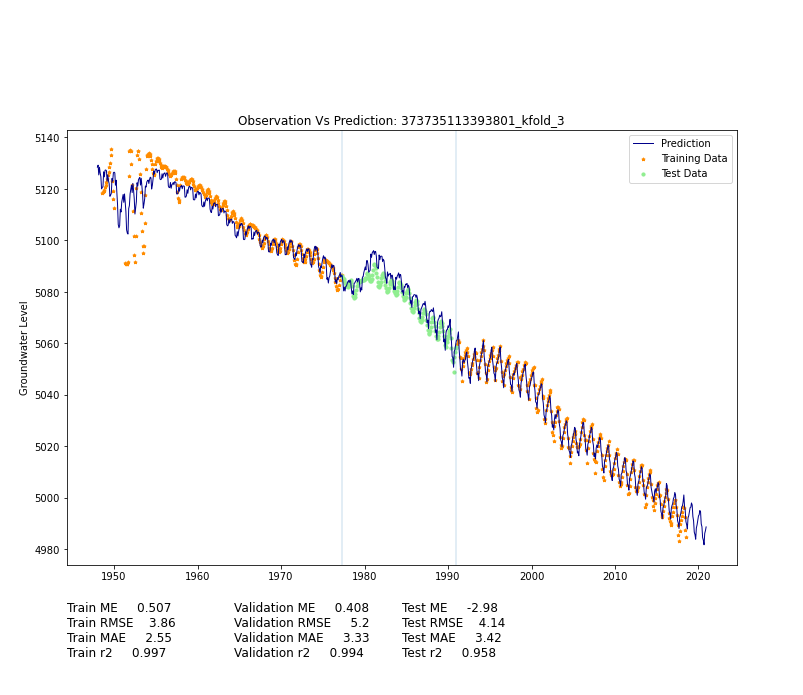 Observation Vs Prediction: 373735113393801_kfold_3
Prediction
Training Data
Test Data
5140
5120
5100
5080
5060
5040
5020
5000
4980
Groundwater Level
1950 1960 1970 1980 1990 2000 2010 2020
Train ME 0.507 Validation ME 0.408 Test ME -2.98
Train RMSE 3.86 Validation RMSE 5.2 Test RMSE 4.14
Train MAE 2.55 Validation MAE 3.33 Test MAE 3.42
Train r2 0.997 Validation r2 0.994 Test r2 0.958